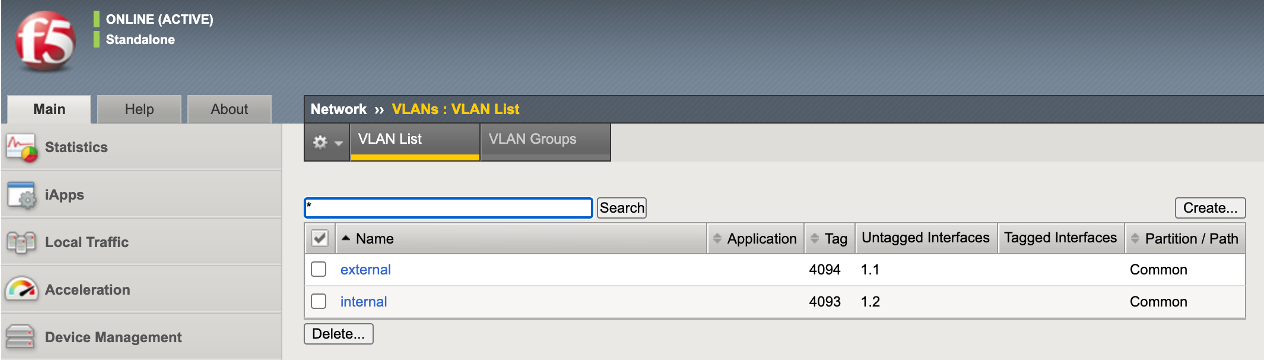 f5
ONLINE (ACTIVE)
Standalone
Main Help About
Network ›› VLANs : VLAN List
VLAN List VLAN Groups
Statistics
iApps
Local Traffic
Acceleration
Device Management
* Search Create...
Name Application Tag Untagged Interfaces Tagged Interfaces Partition / Path
external 4094 1.1 Common
internal 4093 1.2 Common
Delete...